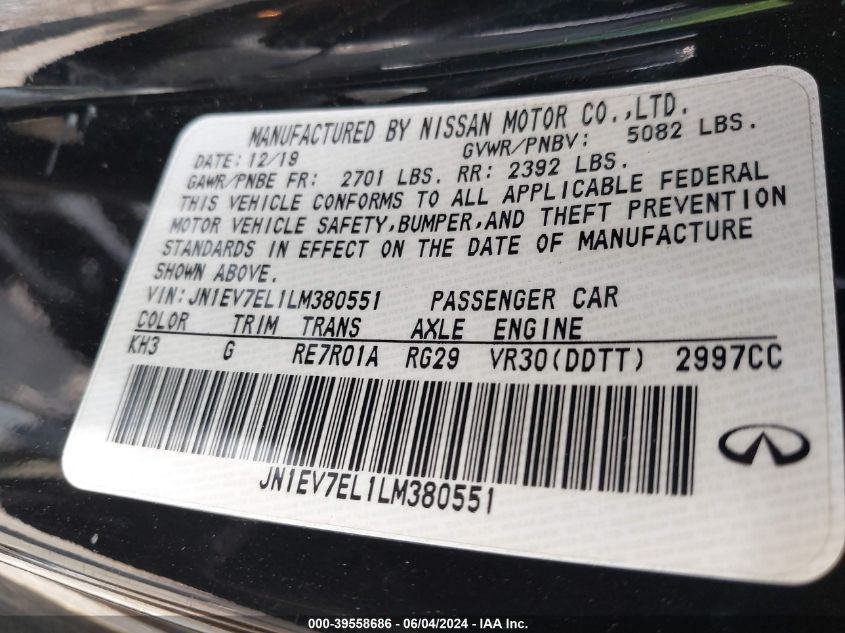 MANUFACTURED BY NISSAN MOTOR CO.,LTD.
DATE: 12/19 GVWR/PNBV: 5082 LBS.
GAWR/PNBE FR: 2701 LBS. RR: 2392 LBS.
THIS VEHICLE CONFORMS TO ALL APPLICABLE FEDERAL
MOTOR VEHICLE SAFETY,BUMPER,AND THEFT PREVENTION
STANDARDS IN EFFECT ON THE DATE OF MANUFACTURE
SHOWN ABOVE.
VIN:JN1EV7EL1LM380551 PASSENGER CAR
COLOR TRIM TRANS AXLE ENGINE
KH3 G RE7R01A RG29 VR30(DDTT) 2997CC
JN1EV7EL1LM380551
000-39558686 - 06/04/2024 - IAA Inc.